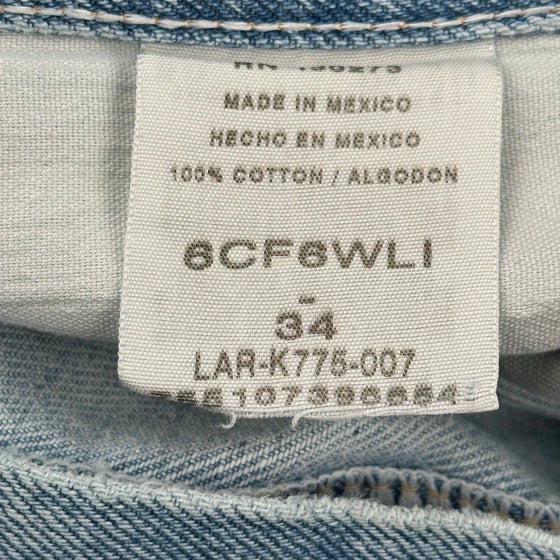 MADE IN MEXICO
HECHO EN MEXICO
100% COTTON / ALGODON
6CF6WLI
-
34
LAR-K775-007